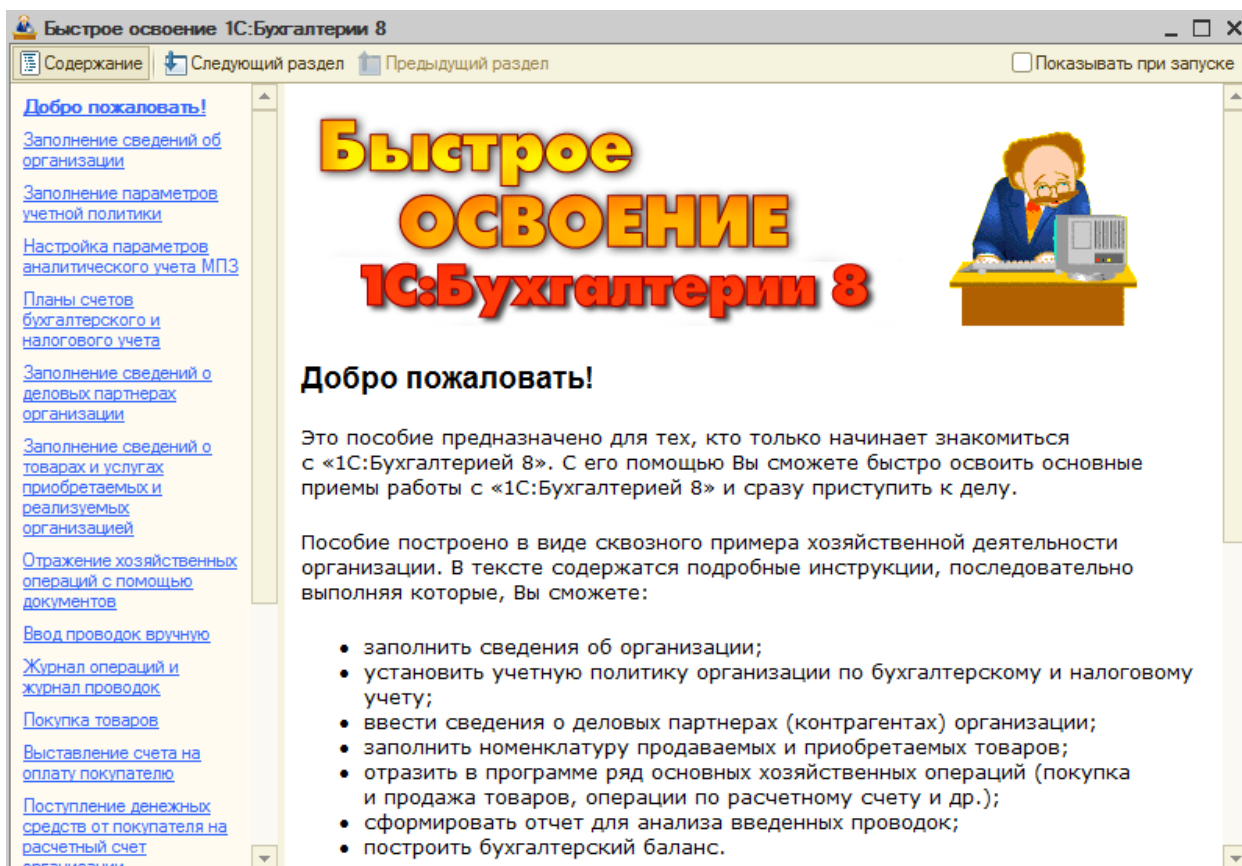 Быстрое освоение 1С:Бухгалтерии 8
Содержание
Следующий раздел
Предыдущий раздел
Показывать при запуске
Добро пожаловать!
Заполнение сведений об
организации
Заполнение параметров
учетной политики
Настройка параметров
аналитического учета МПЗ
Планы счетов
бухгалтерского и
налогового учета
Заполнение сведений о
деловых партнерах
организации
Заполнение сведений о
товарах и услугах
приобретаемых и
реализуемых
организацией
Отражение хозяйственных
операций с помощью
документов
Ввод проводок вручную
Журнал операций и
журнал проводок
Покупка товаров
Выставление счета на
оплату покупателю
Поступление денежных
средств от покупателя на
расчетный счет
организации
Быстрое
ОСВОЕНИЕ
1С:Бухгалтерии 8
Добро пожаловать!
Это пособие предназначено для тех, кто только начинает знакомиться
с «1С:Бухгалтерией 8». С его помощью Вы сможете быстро освоить основные
приемы работы с «1С:Бухгалтерией 8» и сразу приступить к делу.
Пособие построено в виде сквозного примера хозяйственной деятельности
организации. В тексте содержатся подробные инструкции, последовательно
выполняя которые, Вы сможете:
• заполнить сведения об организации;
• установить учетную политику организации по бухгалтерскому и налоговому
учету;
• ввести сведения о деловых партнерах (контрагентах) организации;
• заполнить номенклатуру продаваемых и приобретаемых товаров;
• отразить в программе ряд основных хозяйственных операций (покупка
и продажа товаров, операции по расчетному счету и др.);
• сформировать отчет для анализа введенных проводок;
• построить бухгалтерский баланс.